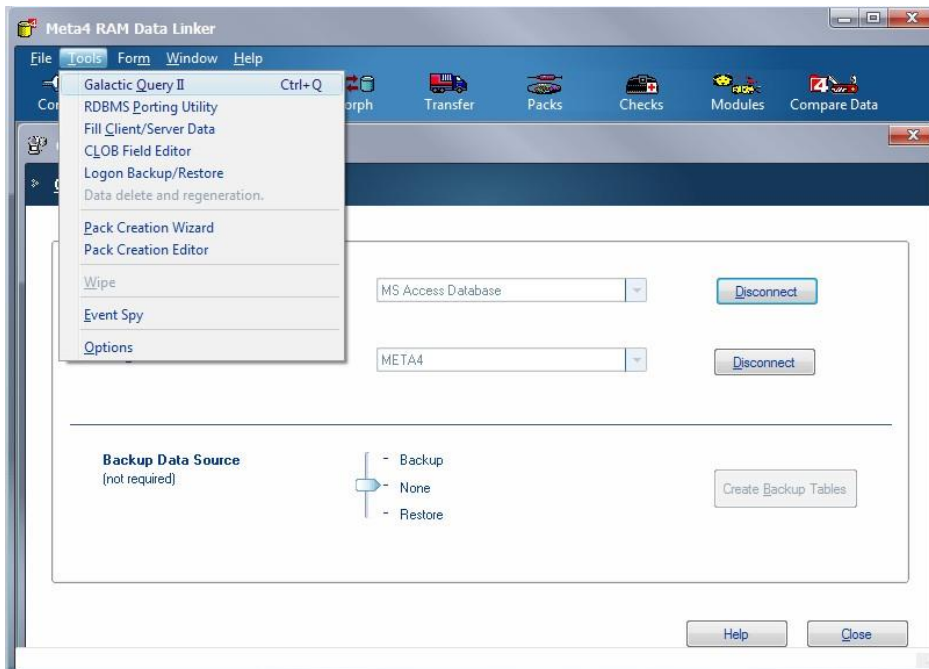 Meta4 RAM Data Linker
File Tools Form Window Help
Transfer Packs Checks Modules Compare Data
Galactic Query II Ctrl+Q
RDBMS Porting Utility
Fill Client/Server Data
CLOB Field Editor
Logon Backup/Restore
Data delete and regeneration.
Pack Creation Wizard
Pack Creation Editor
Wipe
Event Spy
Options
MS Access Database Disconnect
META4 Disconnect
Backup Data Source
(not required)
Backup
None
Restore
Create Backup Tables
Help Close